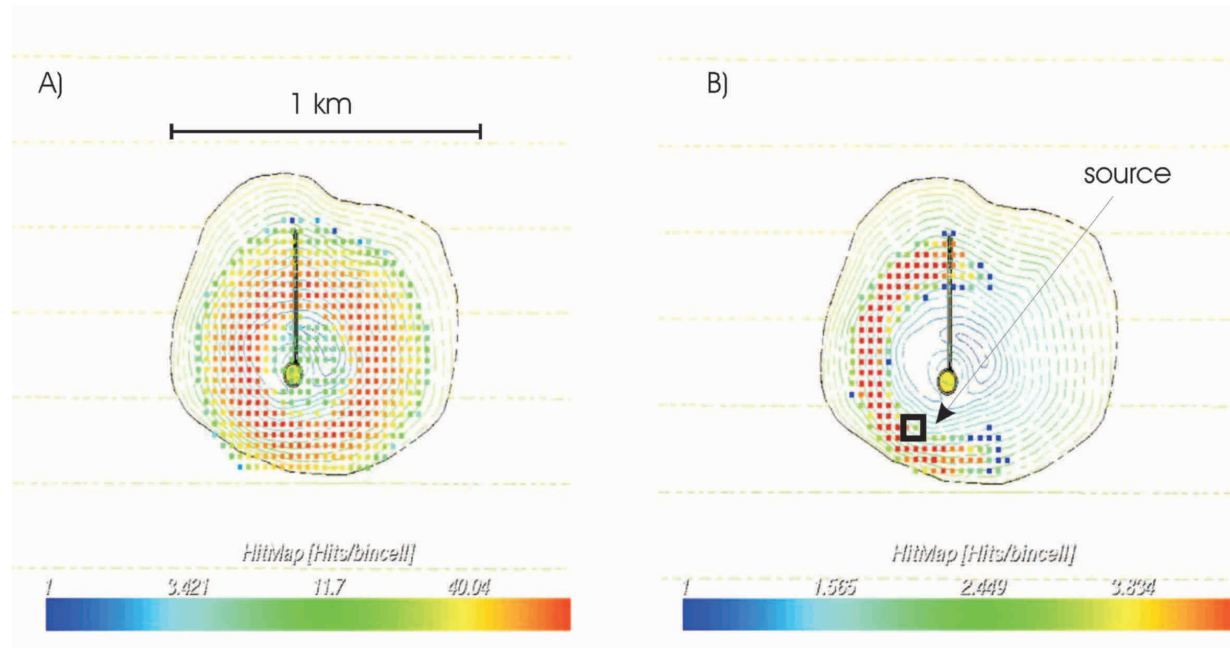 A)
1 km
B)
source
HitMap [Hits/bincell]
1 3.421 11.7 40.04
HitMap [Hits/bincell]
1 1.565 2.449 3.834